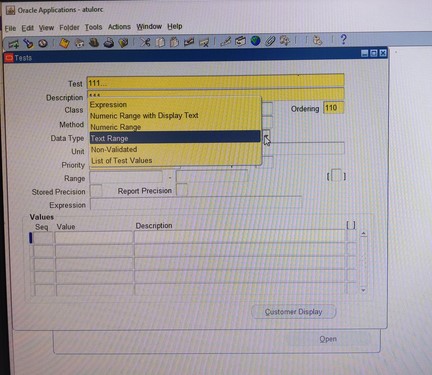 Oracle Applications - atulorc
File Edit View Folder Tools Actions Window Help
Tests
Test 111...
Description
Class
Ordering 110
Method
Data Type
Unit
Priority
Expression
Numeric Range with Display Text
Numeric Range
Text Range
Non-Validated
List of Test Values
Range - [ ]
Stored Precision Report Precision
Expression
Values
Seq Value Description [ ]
Customer Display
Open